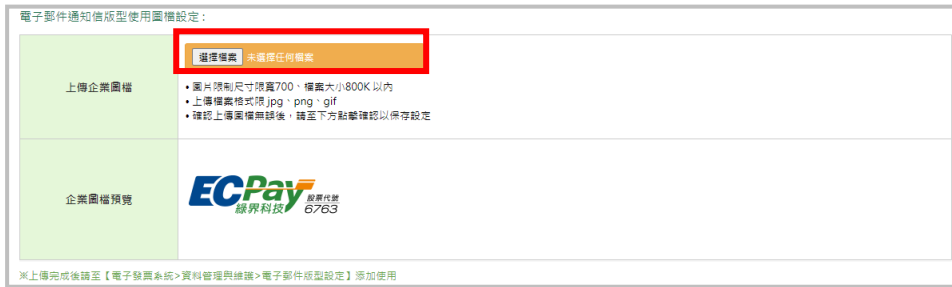 電子郵件通知信版型使用圖檔設定：
選擇檔案 未選擇任何檔案
上傳企業圖檔
• 圖片限制尺寸限寬700、檔案大小800K 以內
• 上傳檔案格式限 jpg、png、gif
• 確認上傳圖檔無誤後，請至下方點擊確認以保存設定
企業圖檔預覽
ECPay
綠界科技
股票代號
6763
※上傳完成後請至【電子發票系統>資料管理與維護>電子郵件版型設定】添加使用